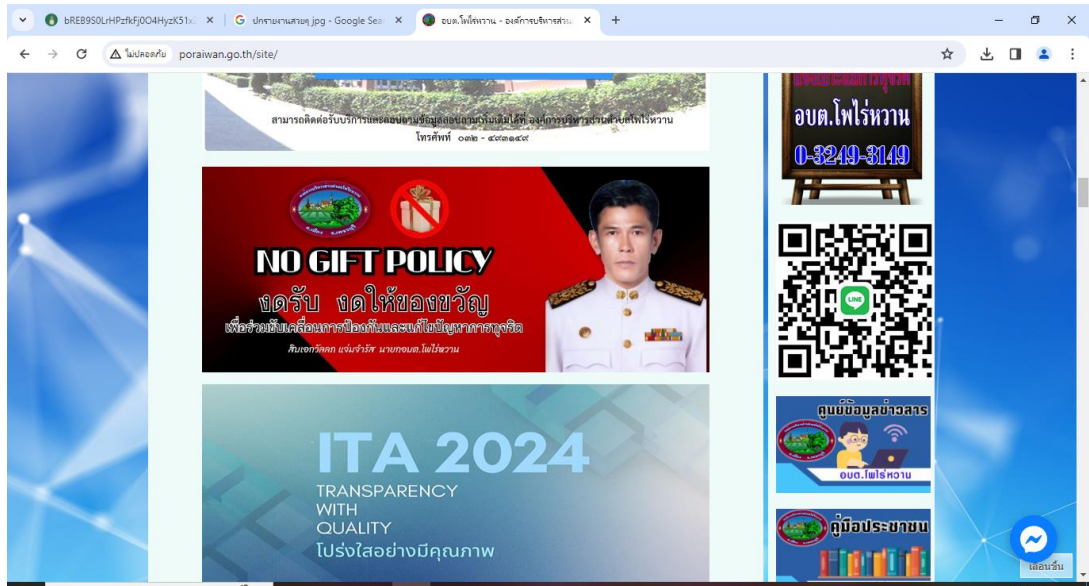 bREB9S0LrHPzfkFj0O4HyzK51x
ปกรายงานสวยๆ jpg - Google Sea
อบต.โพไร่หวาน - องค์การบริหารส่วน
ไม่ปลอดภัย
poraiwan.go.th/site/
สามารถติดต่อรับบริการและสอบถามข้อมูลสอบถามเพิ่มเติมได้ที่ องค์การบริหารส่วนตำบลโพไร่หวาน
โทรศัพท์ ๐๓๒ - ๔๙๓๑๔๙
NO GIFT POLICY
งดรับ งดให้ของขวัญ
เพื่อร่วมขับเคลื่อนการป้องกันและแก้ไขปัญหาการทุจริต
สิบเอกวัลลภ แจ่มจำรัส นายกอบต.โพไร่หวาน
ITA 2024
TRANSPARENCY
WITH
QUALITY
โปร่งใสอย่างมีคุณภาพ
อบต.โพไร่หวาน
0-3249-3149
LINE
ศูนย์ข้อมูลข่าวสาร
อบต.โพไร่หวาน
คู่มือประชาชน
เลื่อนขึ้น